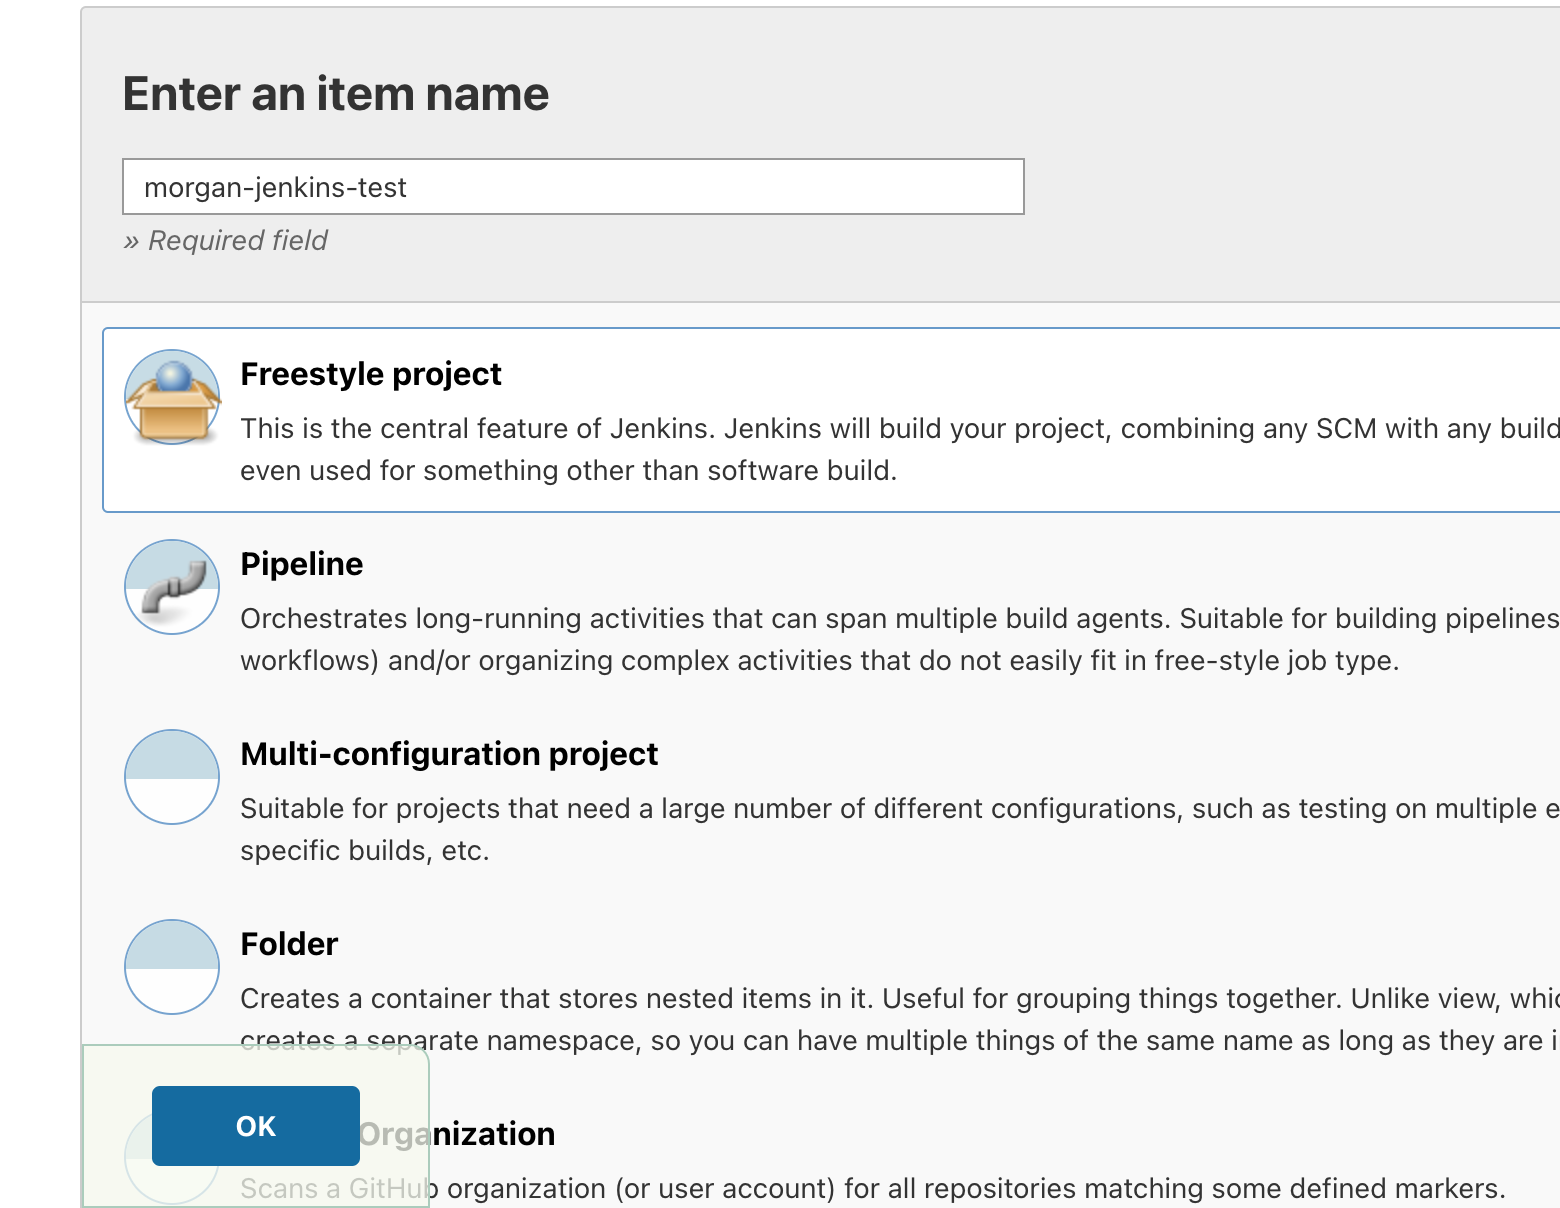 Enter an item name
morgan-jenkins-test
» Required field
Freestyle project
This is the central feature of Jenkins. Jenkins will build your project, combining any SCM with any build
even used for something other than software build.
Pipeline
Orchestrates long-running activities that can span multiple build agents. Suitable for building pipelines
workflows) and/or organizing complex activities that do not easily fit in free-style job type.
Multi-configuration project
Suitable for projects that need a large number of different configurations, such as testing on multiple
specific builds, etc.
Folder
Creates a container that stores nested items in it. Useful for grouping things together. Unlike view,
creates a separate namespace, so you can have multiple things of the same name as long as they are
OK
Organization
Scans a GitHub organization (or user account) for all repositories matching some defined markers.